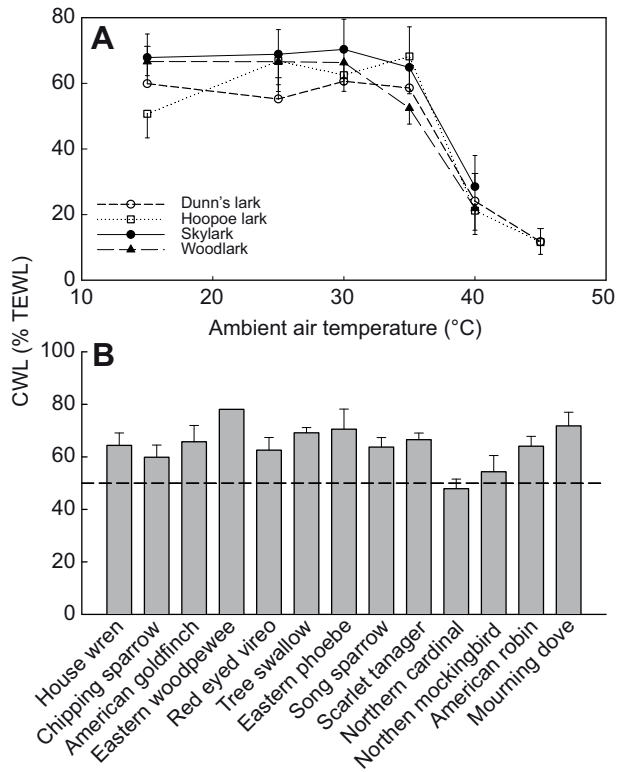 80
A
60
40
20
0
Dunn's lark
Hoopoe lark
Skylark
Woodlark
10
20
30
40
50
Ambient air temperature (°C)
CWL (% TEWL)
100
B
80
60
40
20
0
House wren
Chipping sparrow
American goldfinch
Eastern woodpewee
Red eyed vireo
Tree swallow
Eastern phoebe
Song sparrow
Scarlet tanager
Northern cardinal
Northen mockingbird
American robin
Mourning dove